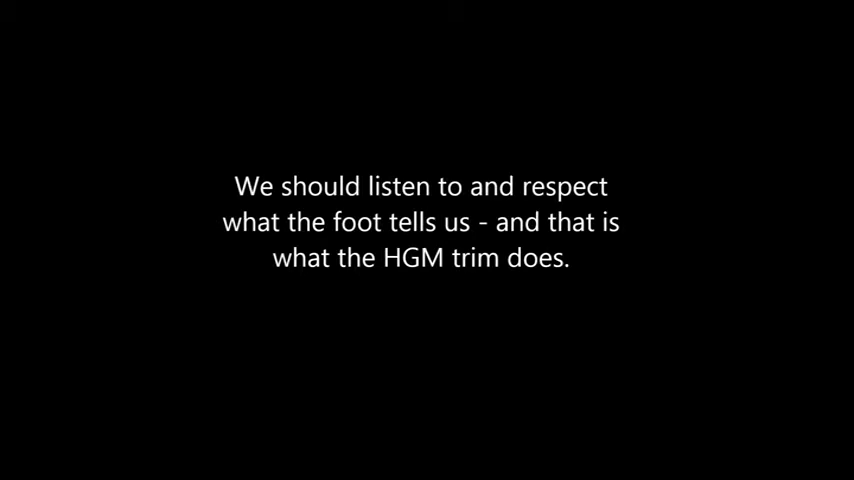 We should listen to and respect
what the foot tells us - and that is
what the HGM trim does.